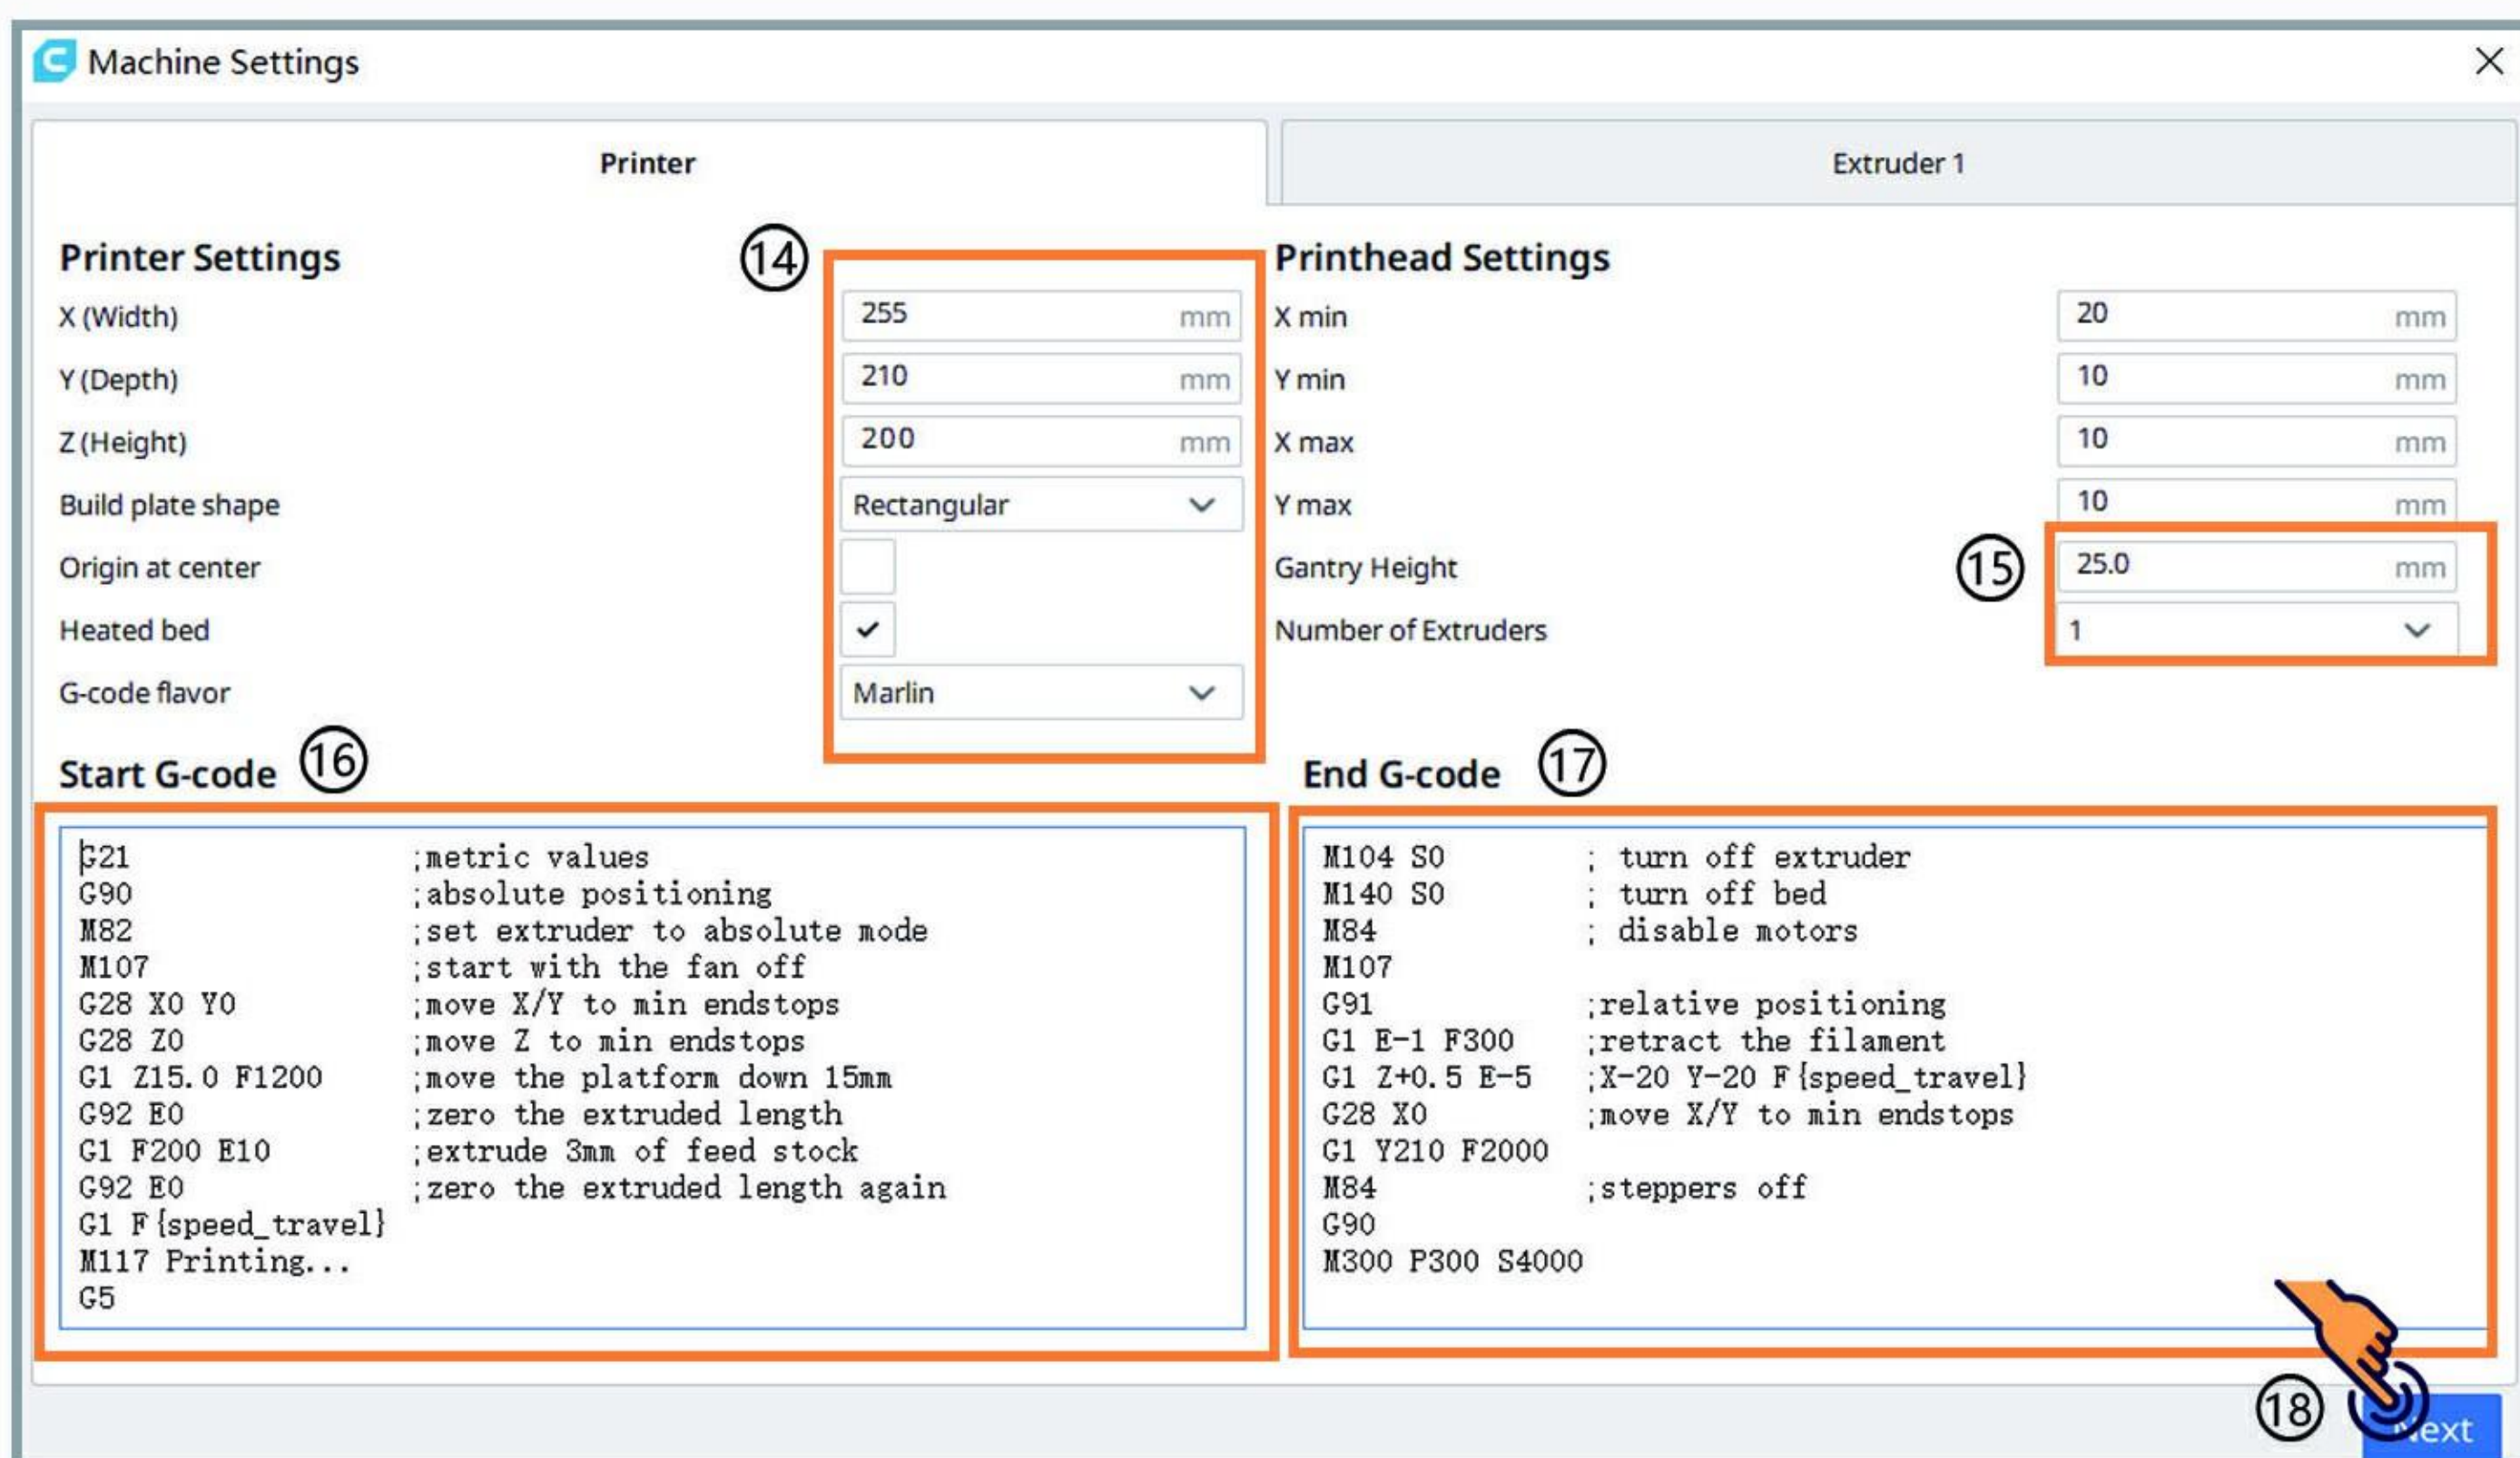 Machine Settings
Printer
Extruder 1
Printer Settings
⑭
X (Width) 255 mm
Y (Depth) 210 mm
Z (Height) 200 mm
Build plate shape Rectangular
Origin at center
Heated bed
G-code flavor Marlin
Printhead Settings
X min 20 mm
Y min 10 mm
X max 10 mm
Y max 10 mm
⑮
Gantry Height 25.0 mm
Number of Extruders 1
Start G-code ⑯
G21 ;metric values
G90 ;absolute positioning
M82 ;set extruder to absolute mode
M107 ;start with the fan off
G28 X0 Y0 ;move X/Y to min endstops
G28 Z0 ;move Z to min endstops
G1 Z15.0 F1200 ;move the platform down 15mm
G92 E0 ;zero the extruded length
G1 F200 E10 ;extrude 3mm of feed stock
G92 E0 ;zero the extruded length again
G1 F{speed_travel}
M117 Printing...
G5
End G-code ⑰
M104 S0 ; turn off extruder
M140 S0 ; turn off bed
M84 ; disable motors
M107
G91 ;relative positioning
G1 E-1 F300 ;retract the filament
G1 Z+0.5 E-5 ;X-20 Y-20 F{speed_travel}
G28 X0 ;move X/Y to min endstops
G1 Y210 F2000
M84 ;steppers off
G90
M300 P300 S4000
⑱
Next